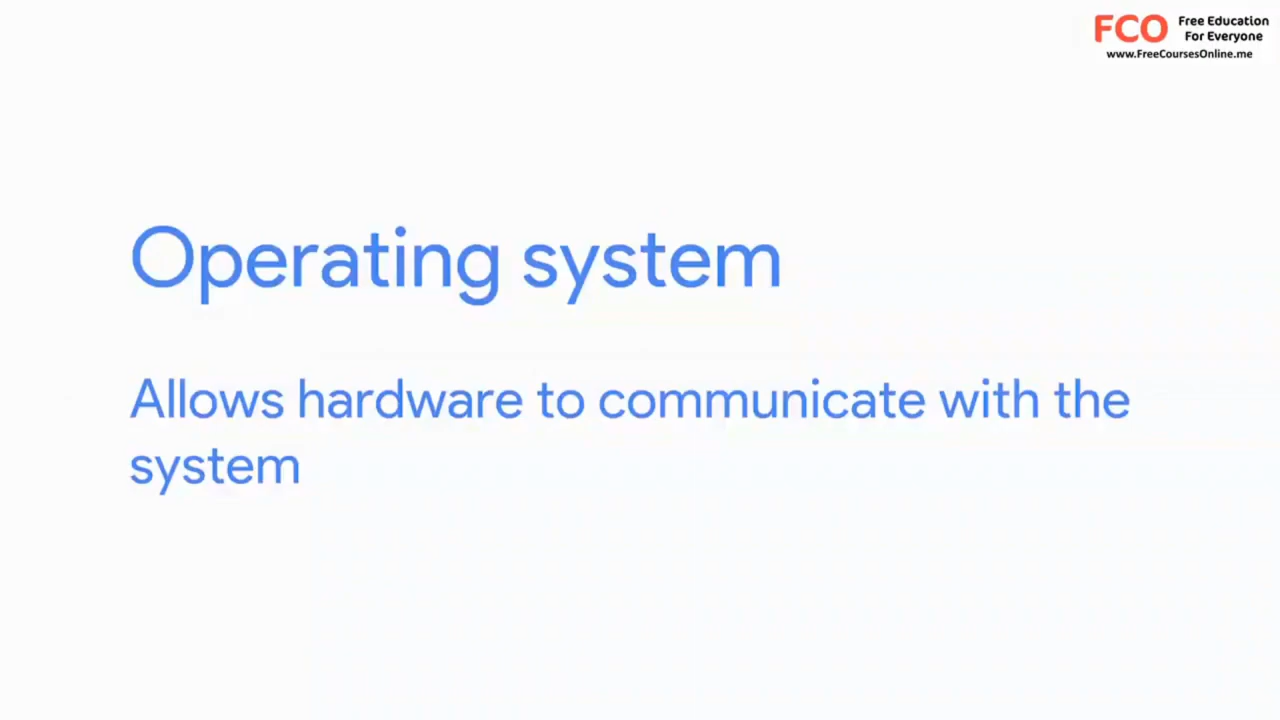 FCO Free Education
For Everyone
www.FreeCoursesOnline.me
Operating system
Allows hardware to communicate with the
system